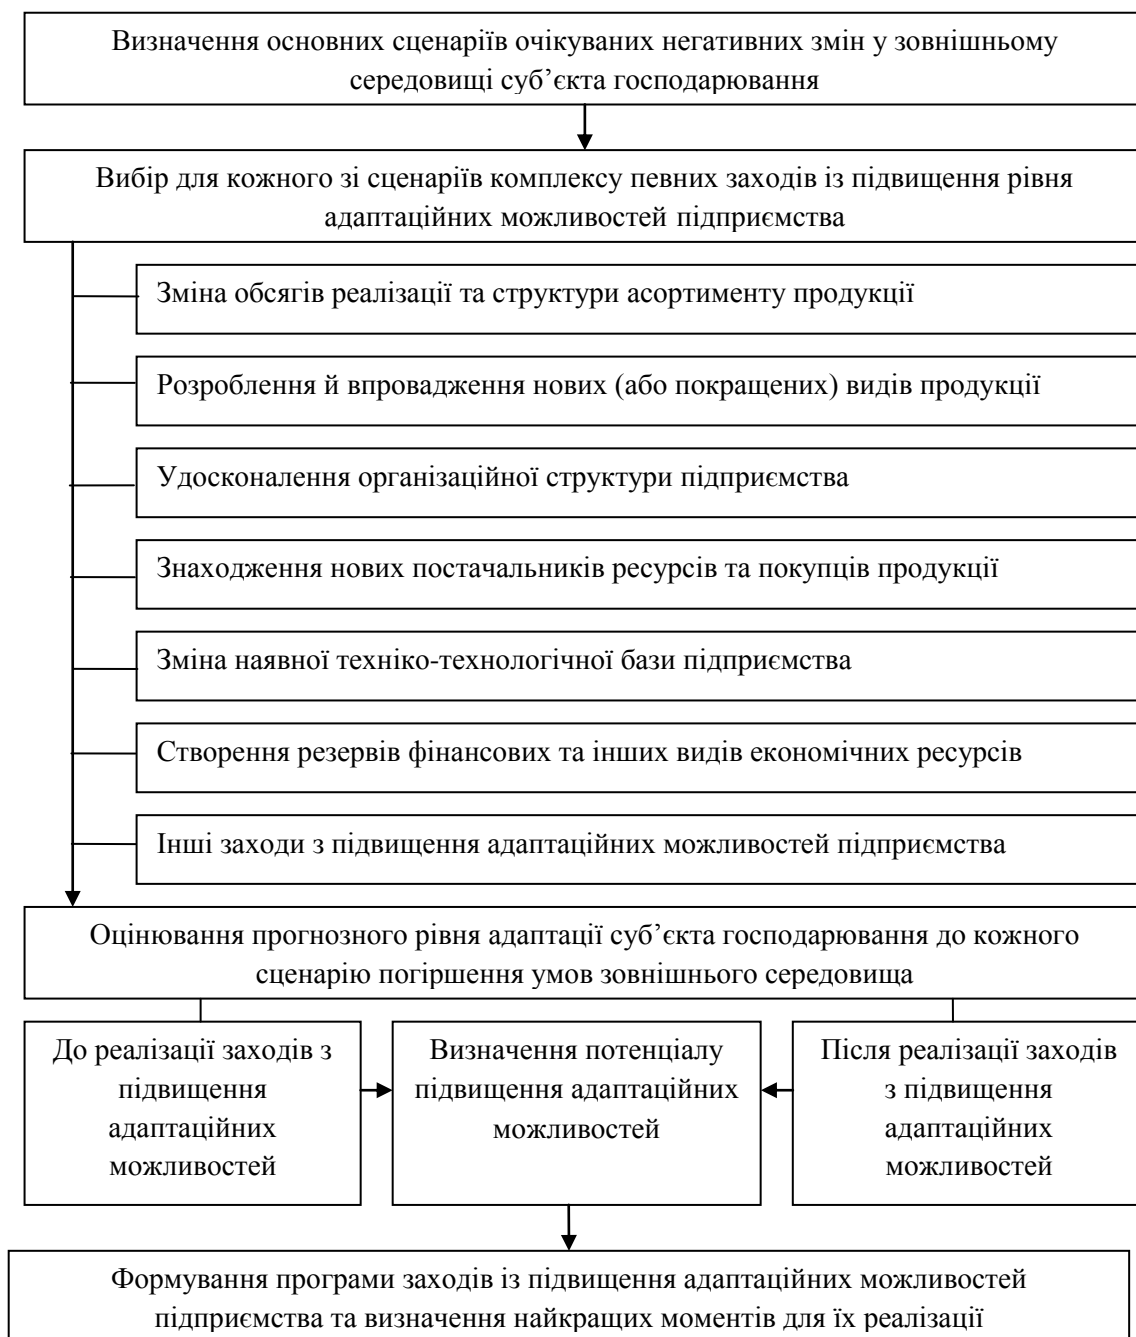 Визначення основних сценаріїв очікуваних негативних змін у зовнішньому
середовищі суб’єкта господарювання
Вибір для кожного зі сценаріїв комплексу певних заходів із підвищення рівня
адаптаційних можливостей підприємства
Зміна обсягів реалізації та структури асортименту продукції
Розроблення й впровадження нових (або покращених) видів продукції
Удосконалення організаційної структури підприємства
Знаходження нових постачальників ресурсів та покупців продукції
Зміна наявної техніко-технологічної бази підприємства
Створення резервів фінансових та інших видів економічних ресурсів
Інші заходи з підвищення адаптаційних можливостей підприємства
Оцінювання прогнозного рівня адаптації суб’єкта господарювання до кожного
сценарію погіршення умов зовнішнього середовища
До реалізації заходів з
підвищення
адаптаційних
можливостей
Визначення потенціалу
підвищення адаптаційних
можливостей
Після реалізації заходів
з підвищення
адаптаційних
можливостей
Формування програми заходів із підвищення адаптаційних можливостей
підприємства та визначення найкращих моментів для їх реалізації